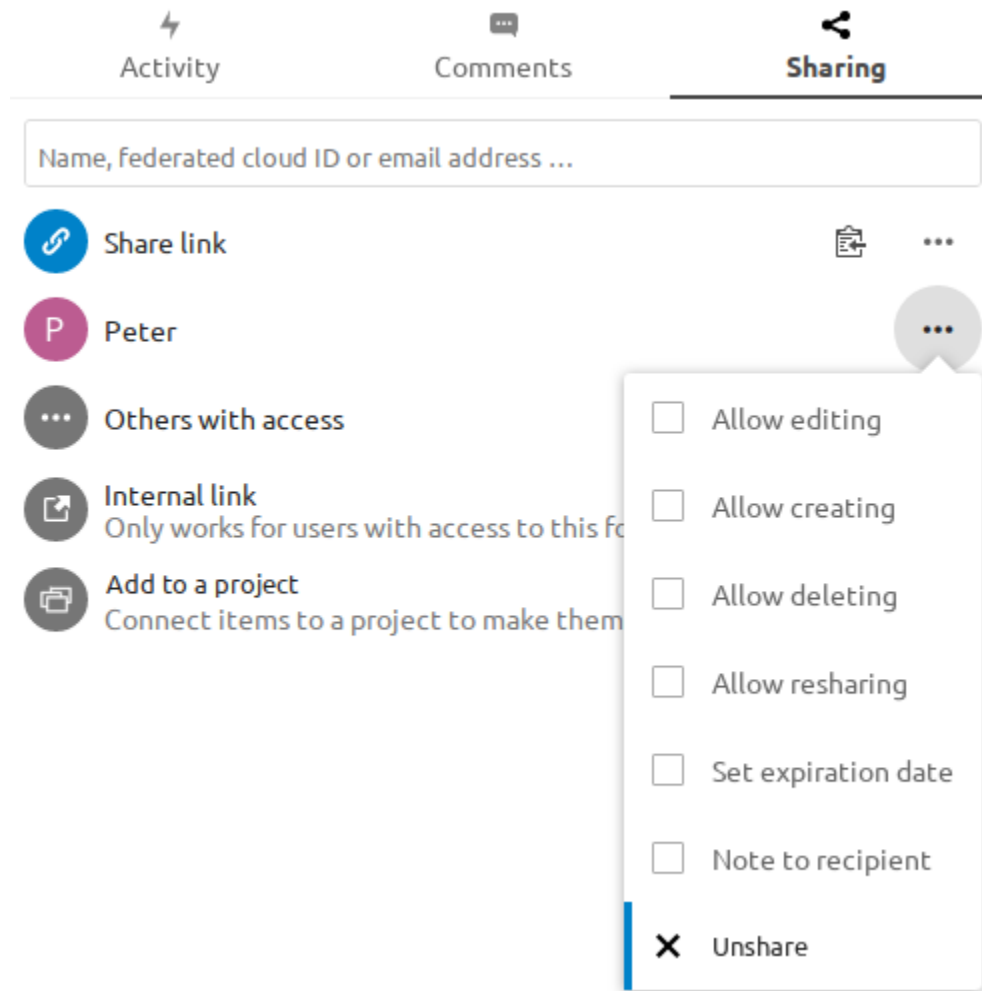 Activity
Comments
Sharing
Name, federated cloud ID or email address …
Share link
P
Peter
Others with access
Internal link
Only works for users with access to this fo
Add to a project
Connect items to a project to make them
Allow editing
Allow creating
Allow deleting
Allow resharing
Set expiration date
Note to recipient
Unshare